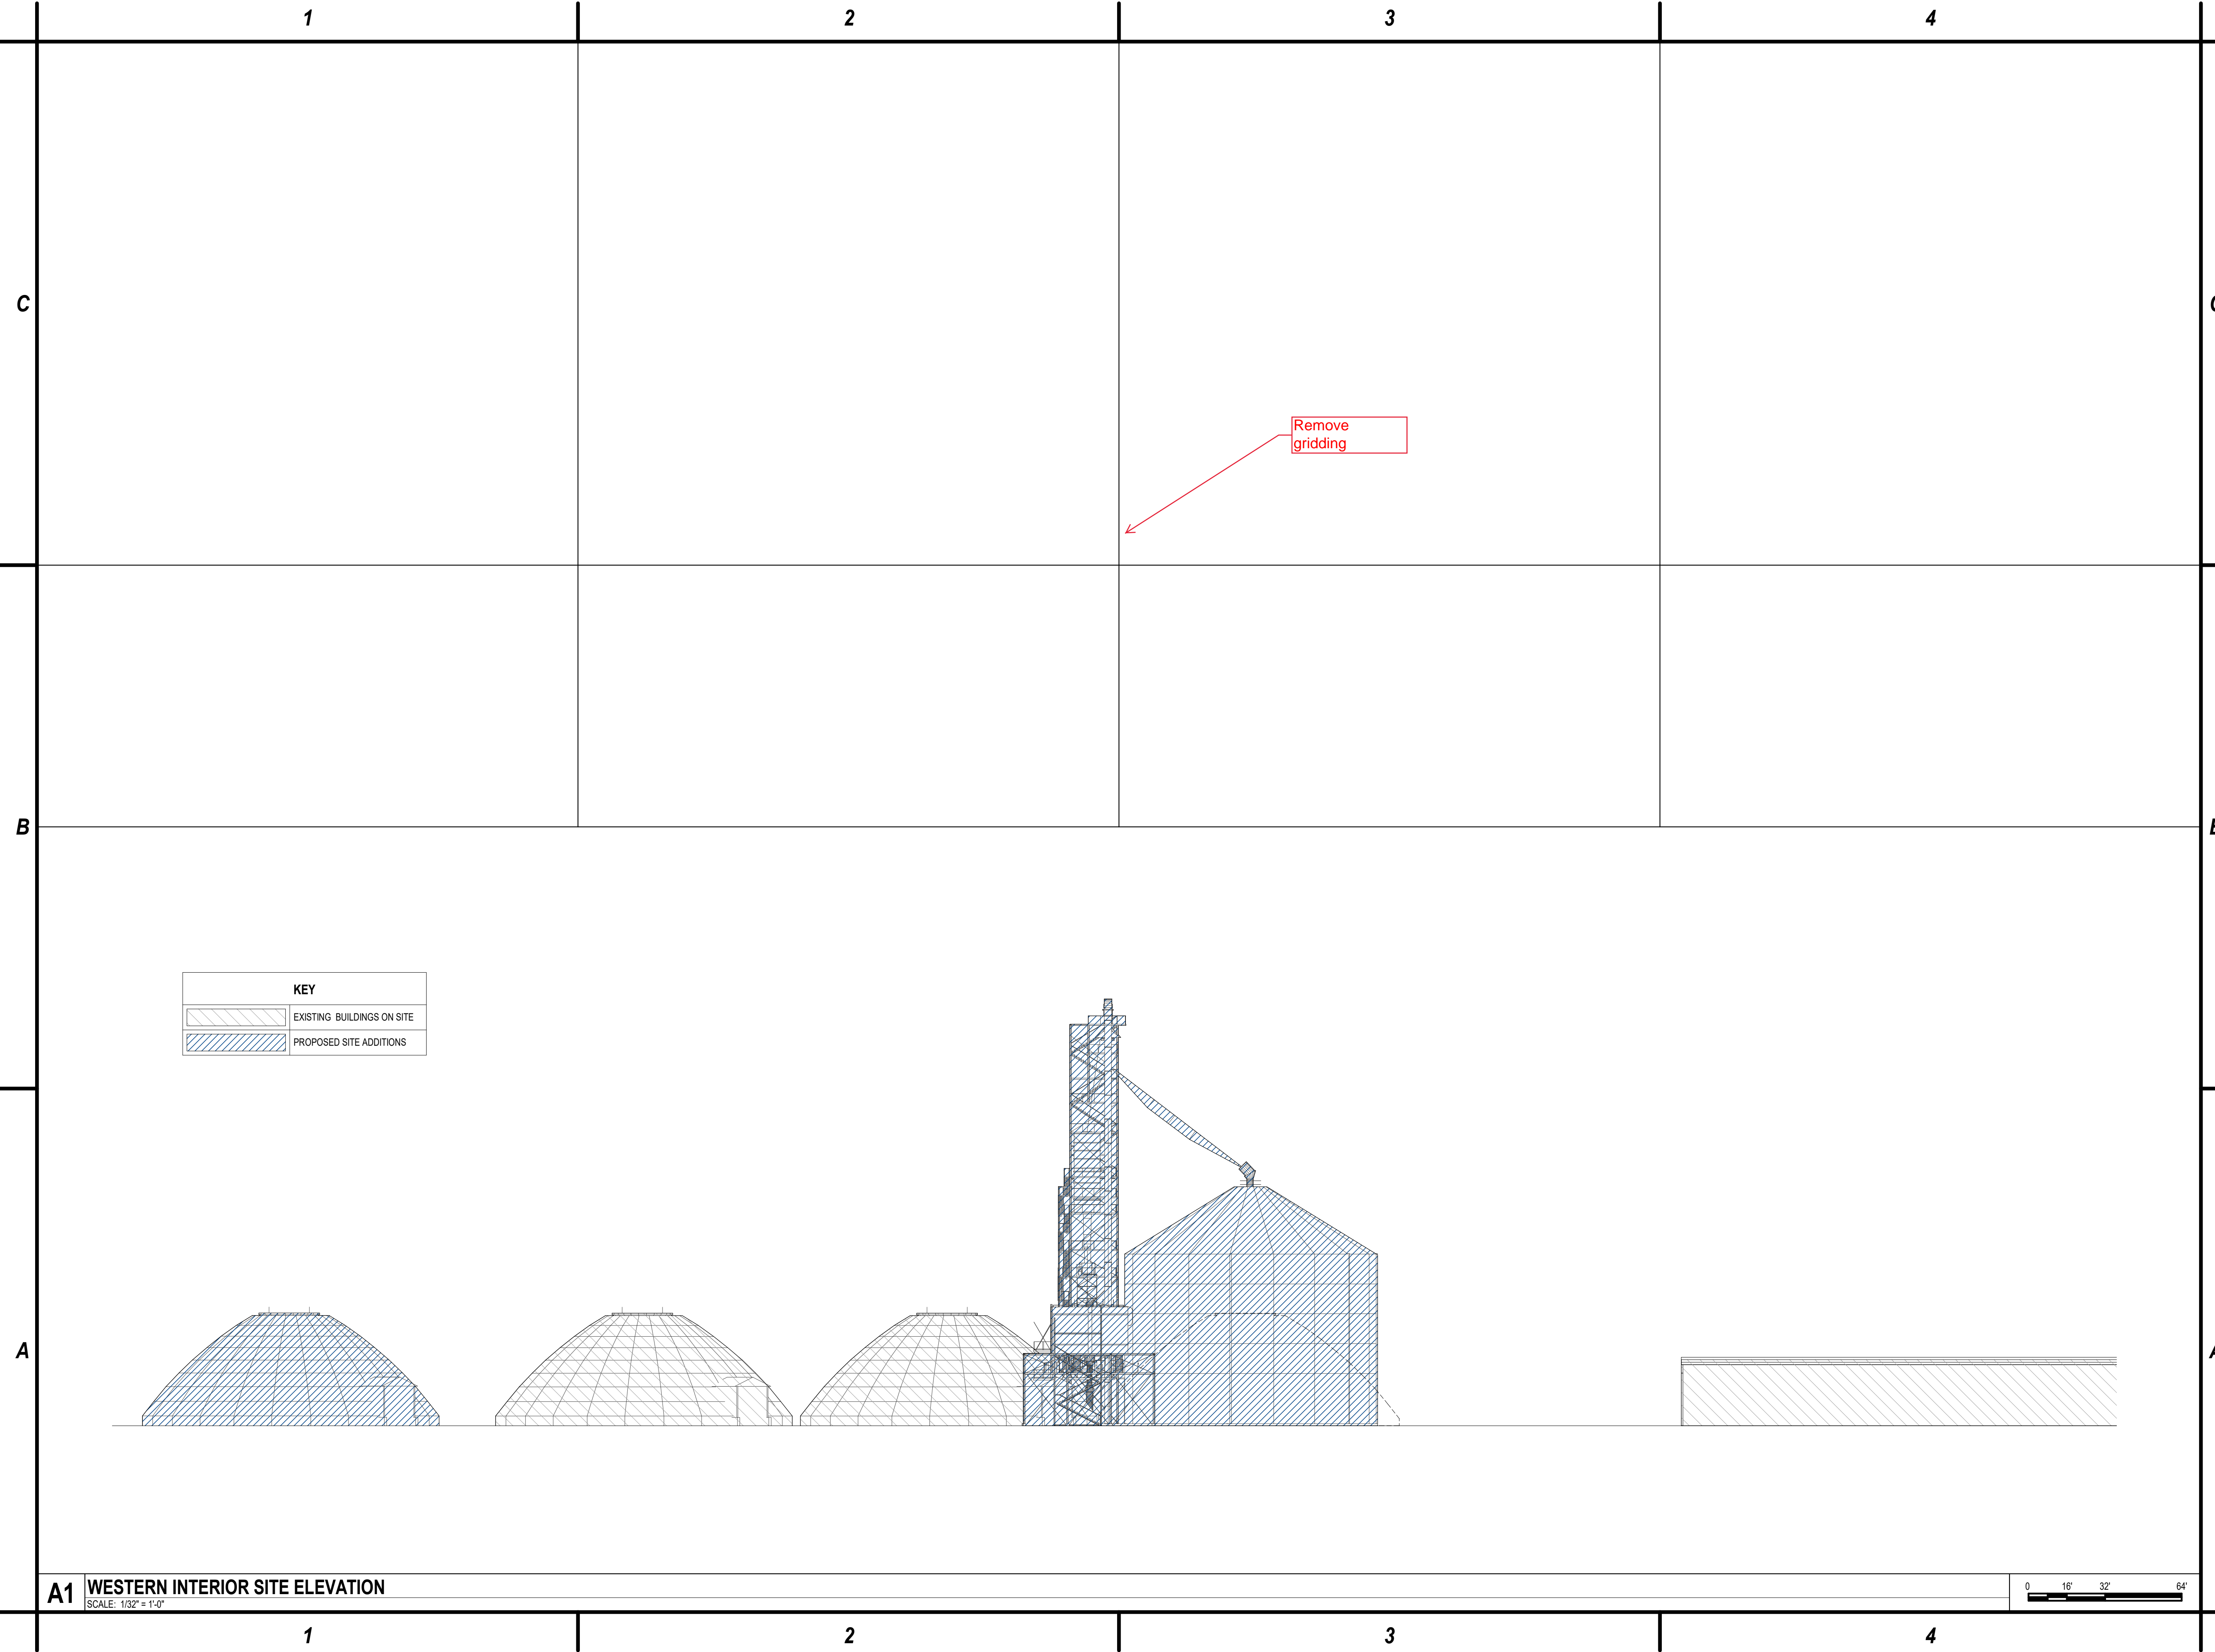 1 2 3 4
C C
Remove
gridding
B B
KEY
EXISTING BUILDINGS ON SITE
PROPOSED SITE ADDITIONS
A A
A1 WESTERN INTERIOR SITE ELEVATION
SCALE: 1/32" = 1'-0"
0 16' 32' 64'
1 2 3 4